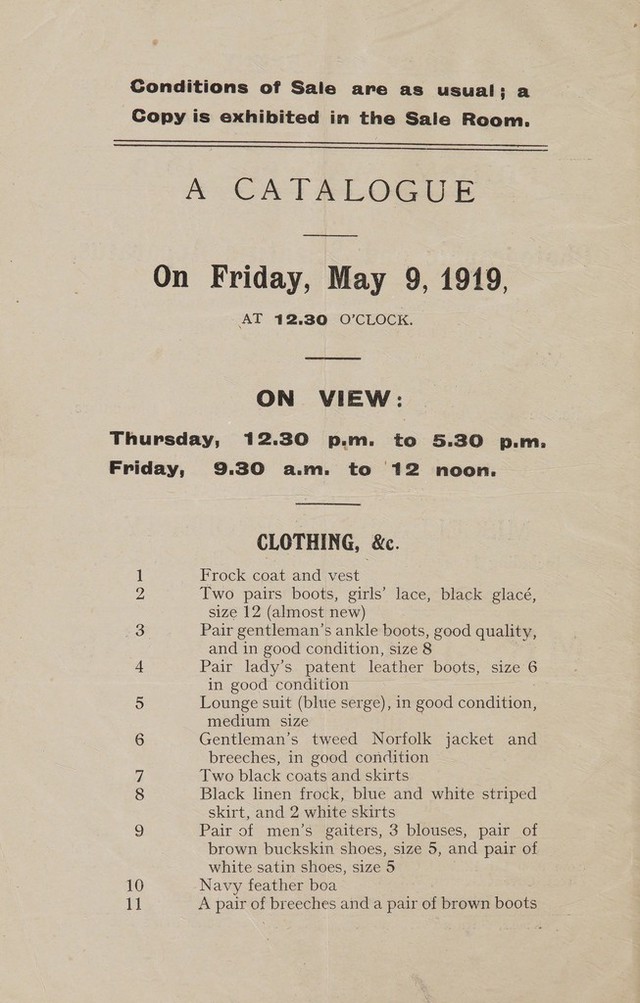 Conditions of Sale are as usual; a
Copy is exhibited in the Sale Room.
A CATALOGUE
On Friday, May 9, 1919,
AT 12.30 O'CLOCK.
ON VIEW:
Thursday, 12.30 p.m. to 5.30 p.m.
Friday, 9.30 a.m. to 12 noon.
CLOTHING, &c.
1 Frock coat and vest
2 Two pairs boots, girls' lace, black glacé,
size 12 (almost new)
3 Pair gentleman's ankle boots, good quality,
and in good condition, size 8
4 Pair lady's patent leather boots, size 6
in good condition
5 Lounge suit (blue serge), in good condition,
medium size
6 Gentleman's tweed Norfolk jacket and
breeches, in good condition
7 Two black coats and skirts
8 Black linen frock, blue and white striped
skirt, and 2 white skirts
9 Pair of men's gaiters, 3 blouses, pair of
brown buckskin shoes, size 5, and pair of
white satin shoes, size 5
10 Navy feather boa
11 A pair of breeches and a pair of brown boots